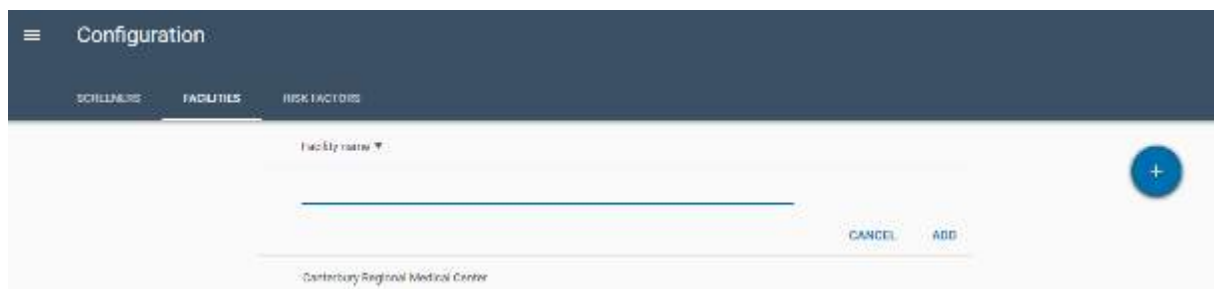 Configuration
SCREENERS FACILITIES RISK FACTORS
Facility name ▼
+
CANCEL ADD
Canterbury Regional Medical Center